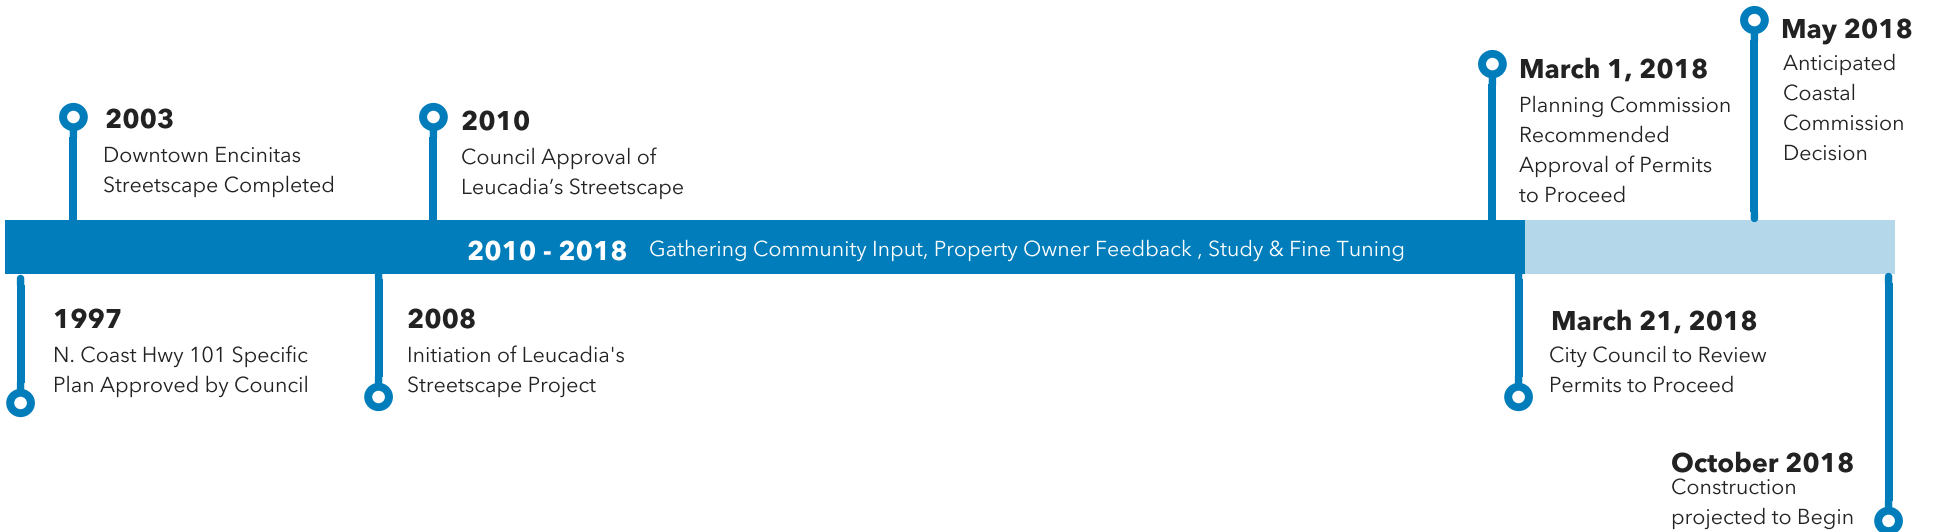 May 2018
Anticipated
Coastal
Commission
Decision
March 1, 2018
Planning Commission
Recommended
Approval of Permits
to Proceed
2003
Downtown Encinitas
Streetscape Completed
2010
Council Approval of
Leucadia’s Streetscape
2010 - 2018 Gathering Community Input, Property Owner Feedback , Study & Fine Tuning
1997
N. Coast Hwy 101 Specific
Plan Approved by Council
2008
Initiation of Leucadia's
Streetscape Project
March 21, 2018
City Council to Review
Permits to Proceed
October 2018
Construction
projected to Begin